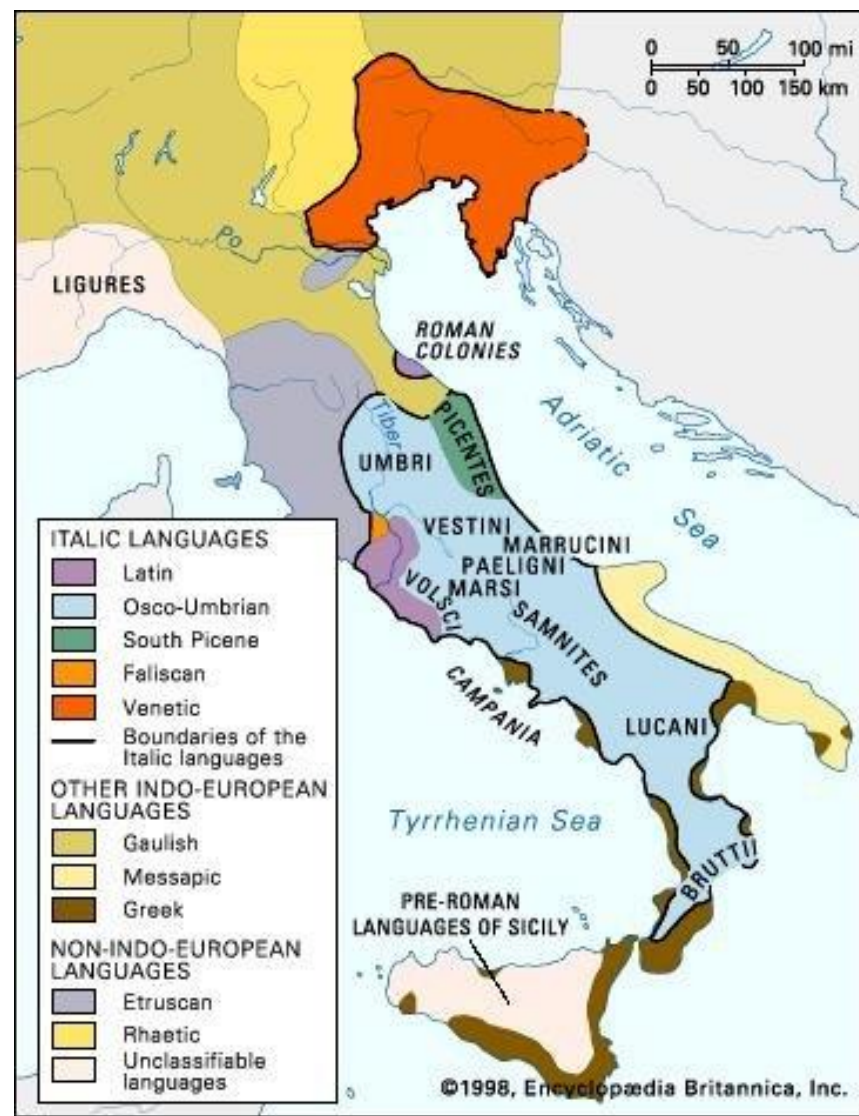 0 50 100 mi
0 50 100 150 km
Po
LIGURES
ROMAN
COLONIES
Adriatic
Sea
Tiber
PICENTES
UMBRI
VESTINI
MARRUCINI
PAELIGNI
MARSI
VOLSCI
SAMNITES
CAMPANIA
LUCANI
Tyrrhenian Sea
BRUTTII
PRE-ROMAN
LANGUAGES OF SICILY
ITALIC LANGUAGES
Latin
Osco-Umbrian
South Picene
Faliscan
Venetic
Boundaries of the
Italic languages
OTHER INDO-EUROPEAN
LANGUAGES
Gaulish
Messapic
Greek
NON-INDO-EUROPEAN
LANGUAGES
Etruscan
Rhaetic
Unclassifiable
languages
©1998, Encyclopædia Britannica, Inc.